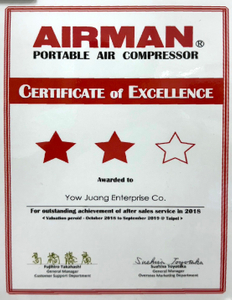 AIRMAN®
PORTABLE AIR COMPRESSOR
CERTIFICATE OF EXCELLENCE
Awarded to
Yow Juang Enterprise Co.
For outstanding achievement of after sales service in 2018
< Valuation period - October 2018 to September 2019 @ Taipei >
Fujihiro Takahashi
General Manager
Customer Support Department
Sushiro Toyooka
General Manager
Overseas Marketing Department